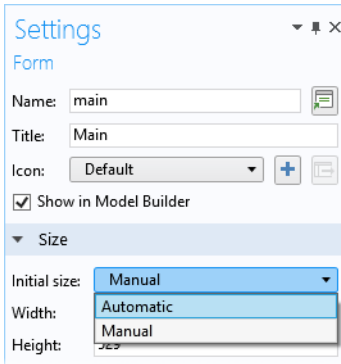 Settings
Form
Name: main
Title: Main
Icon: Default
Show in Model Builder
Size
Initial size: Manual
Automatic
Width:
Manual
Height: